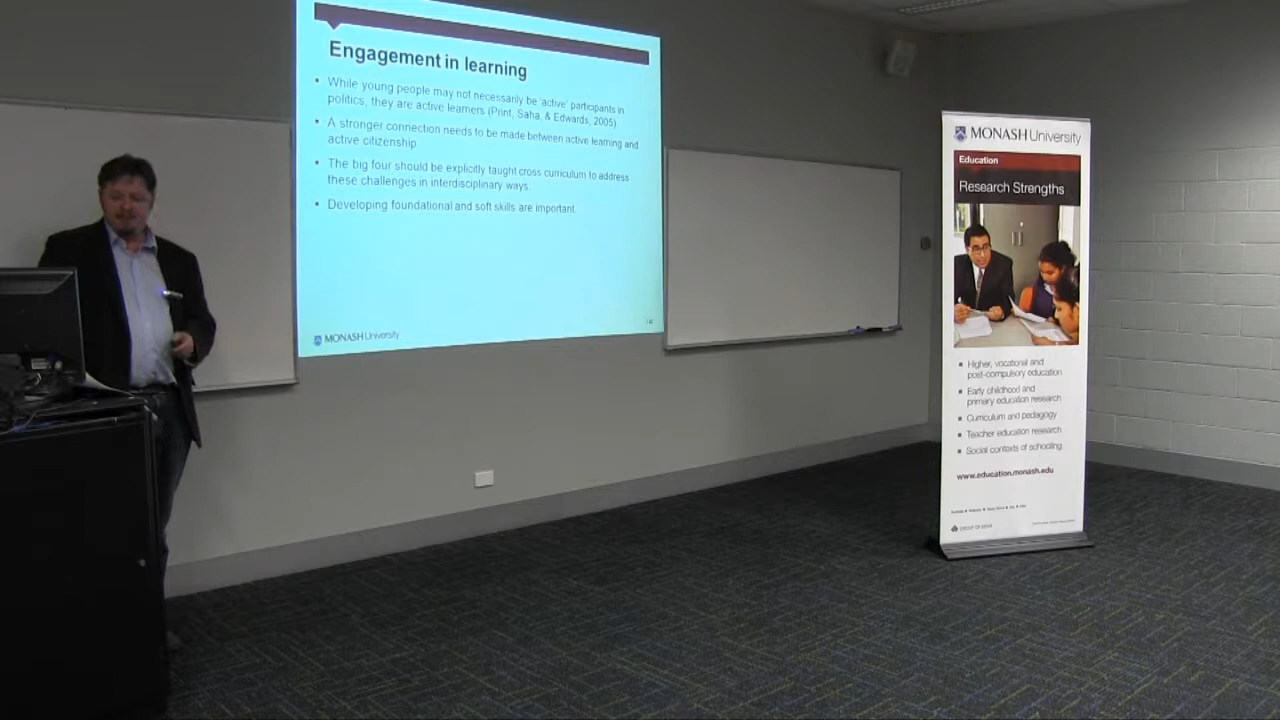 Engagement in learning
▪ While young people may not necessarily be 'active' participants in
politics, they are active learners (Print, Saha, & Edwards, 2005)
▪ A stronger connection needs to be made between active learning and
active citizenship
▪ The big four should be explicitly taught cross curriculum to address
these challenges in interdisciplinary ways.
▪ Developing foundational and soft skills are important.
MONASH University
MONASH University
Education
Research Strengths
▪ Higher, vocational and
post-compulsory education
▪ Early childhood and
primary education research
▪ Curriculum and pedagogy
▪ Teacher education research
▪ Social contexts of schooling
www.education.monash.edu